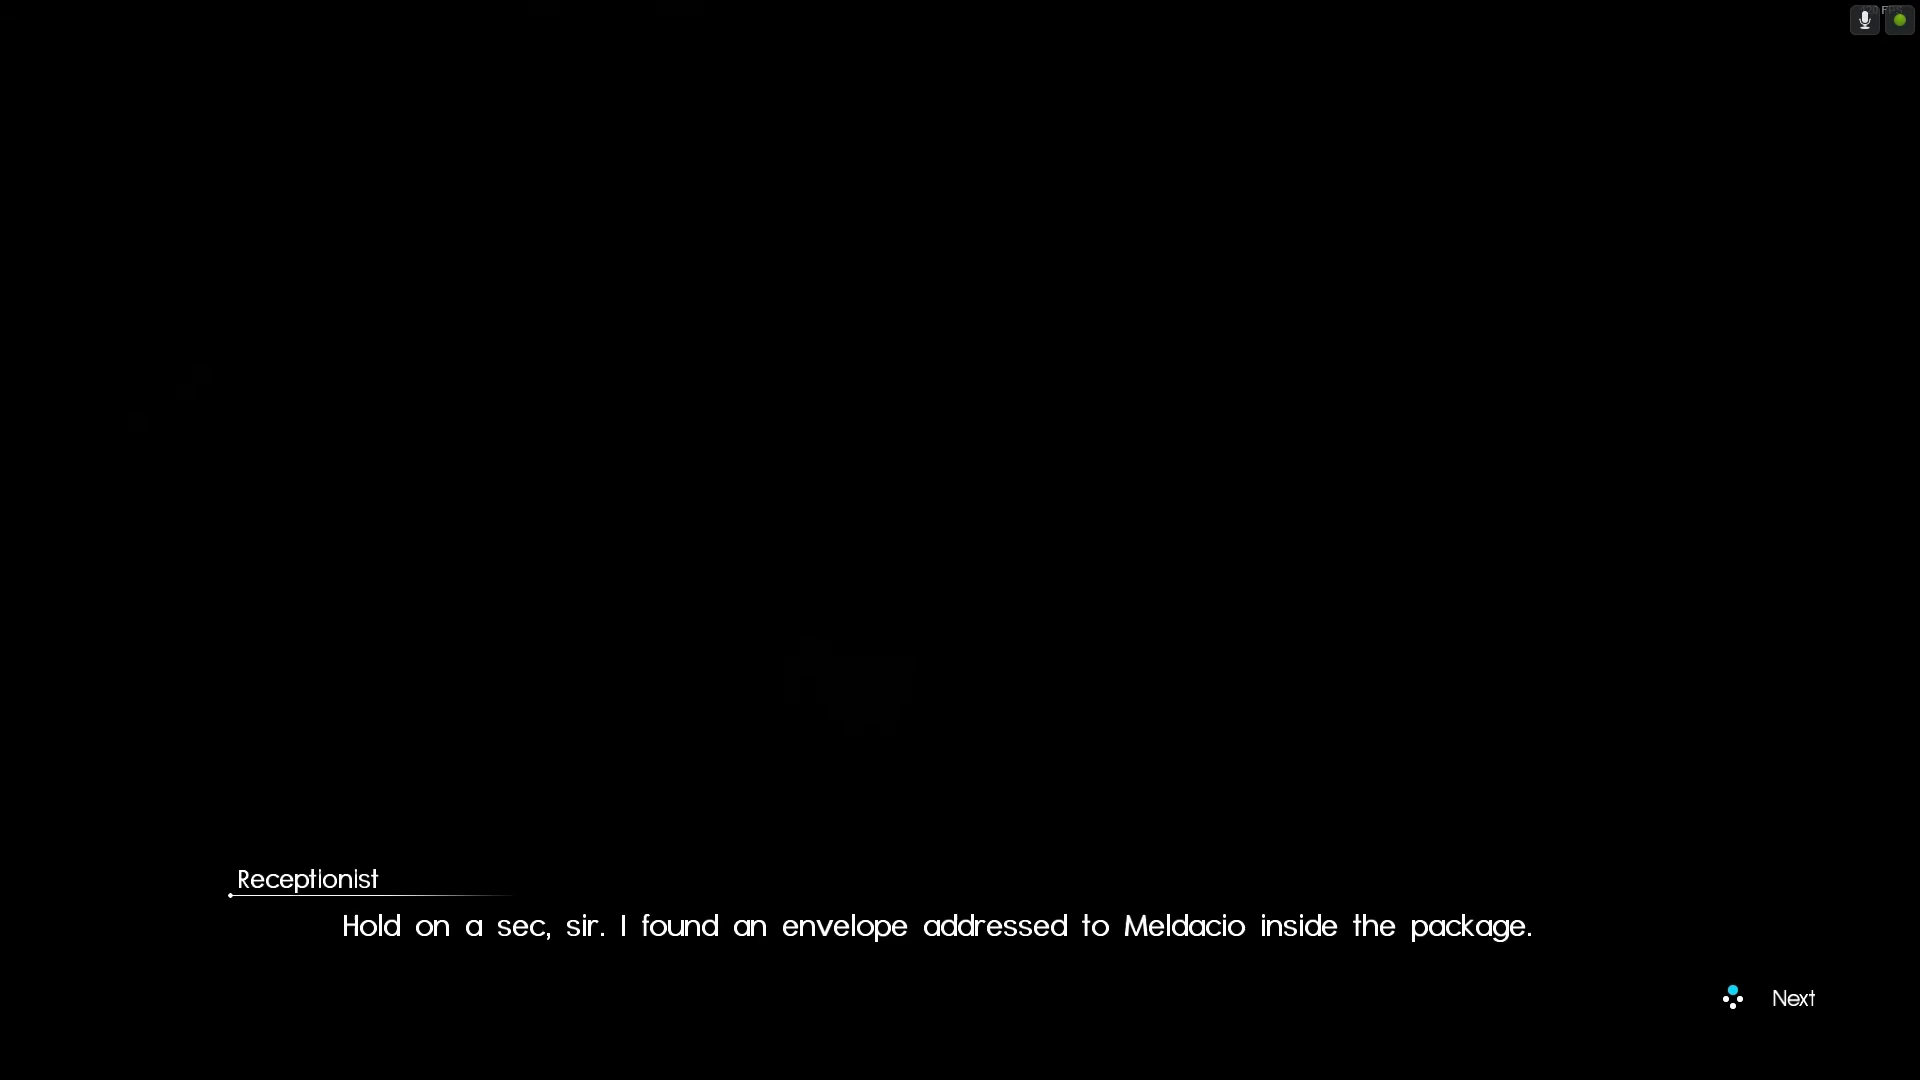 Receptionist
Hold on a sec, sir. I found an envelope addressed to Meldacio inside the package.
Next